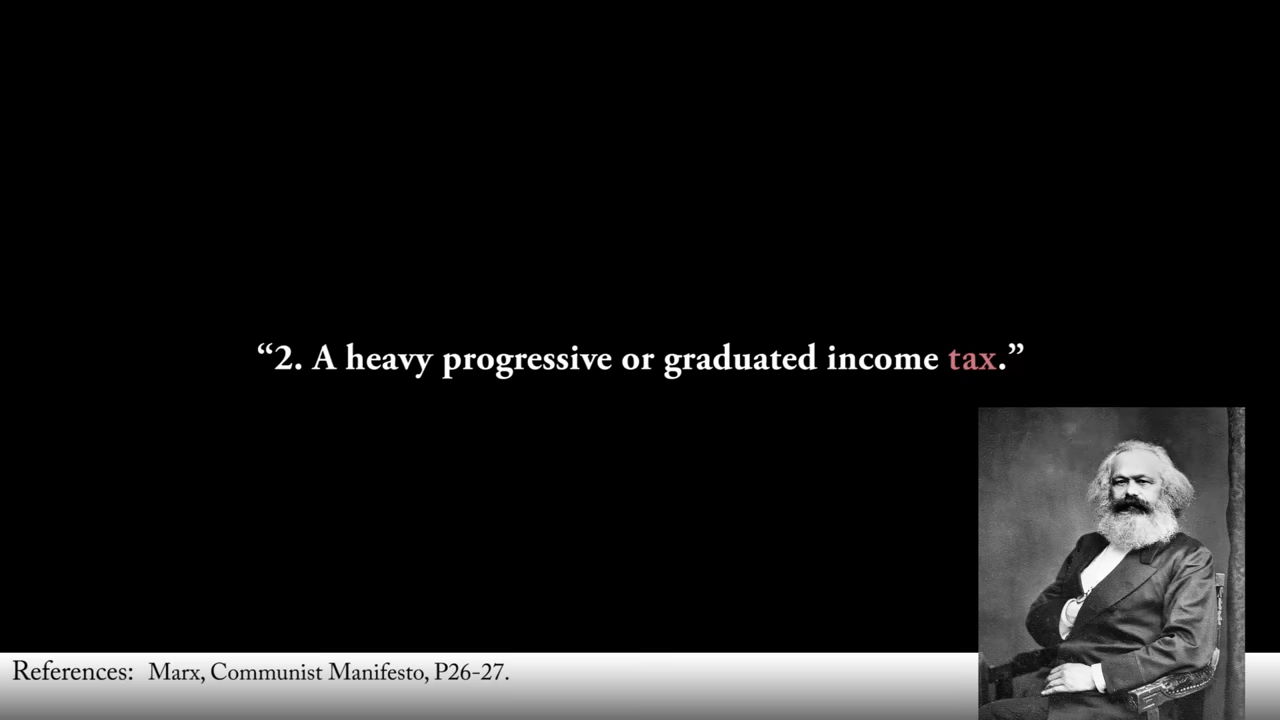 “2. A heavy progressive or graduated income tax.”
References: Marx, Communist Manifesto, P26-27.